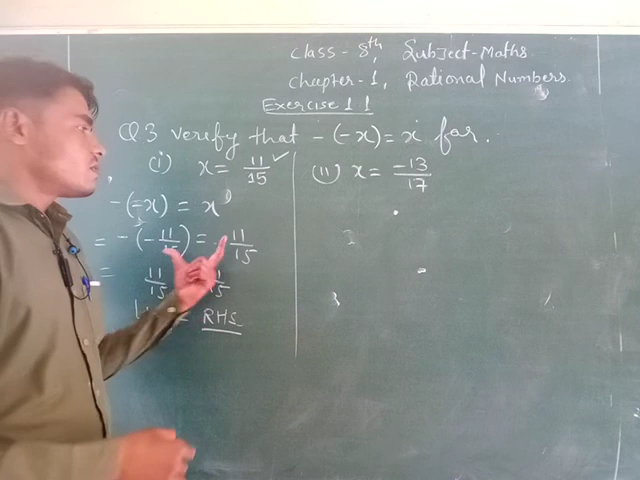 Class-8th, Subject-Maths
Chapter-1, Rational Numbers
Exercise 1.1
Q3 verify that -(-x)=x for.
(i) x= 11/15 ✓
-(-x) = x
= -(-11/15) = 11/15
= 11/15
= RHS
(ii) x= -13/17